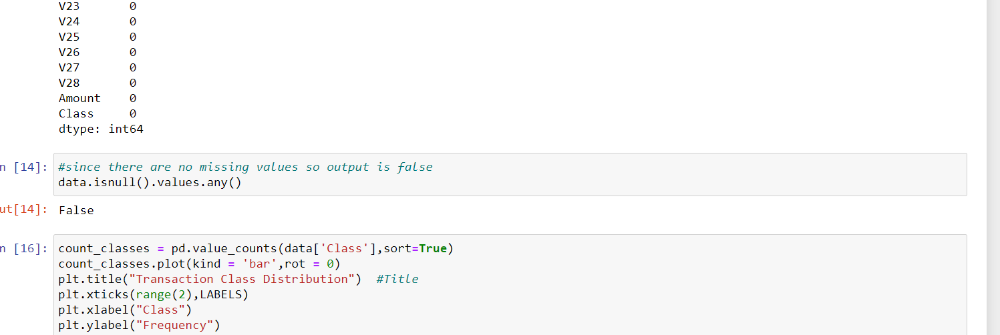 V23 0
V24 0
V25 0
V26 0
V27 0
V28 0
Amount 0
Class 0
dtype: int64
n [14]: #since there are no missing values so output is false
data.isnull().values.any()
ut[14]: False
n [16]: count_classes = pd.value_counts(data['Class'],sort=True)
count_classes.plot(kind = 'bar',rot = 0)
plt.title("Transaction Class Distribution") #Title
plt.xticks(range(2),LABELS)
plt.xlabel("Class")
plt.ylabel("Frequency")